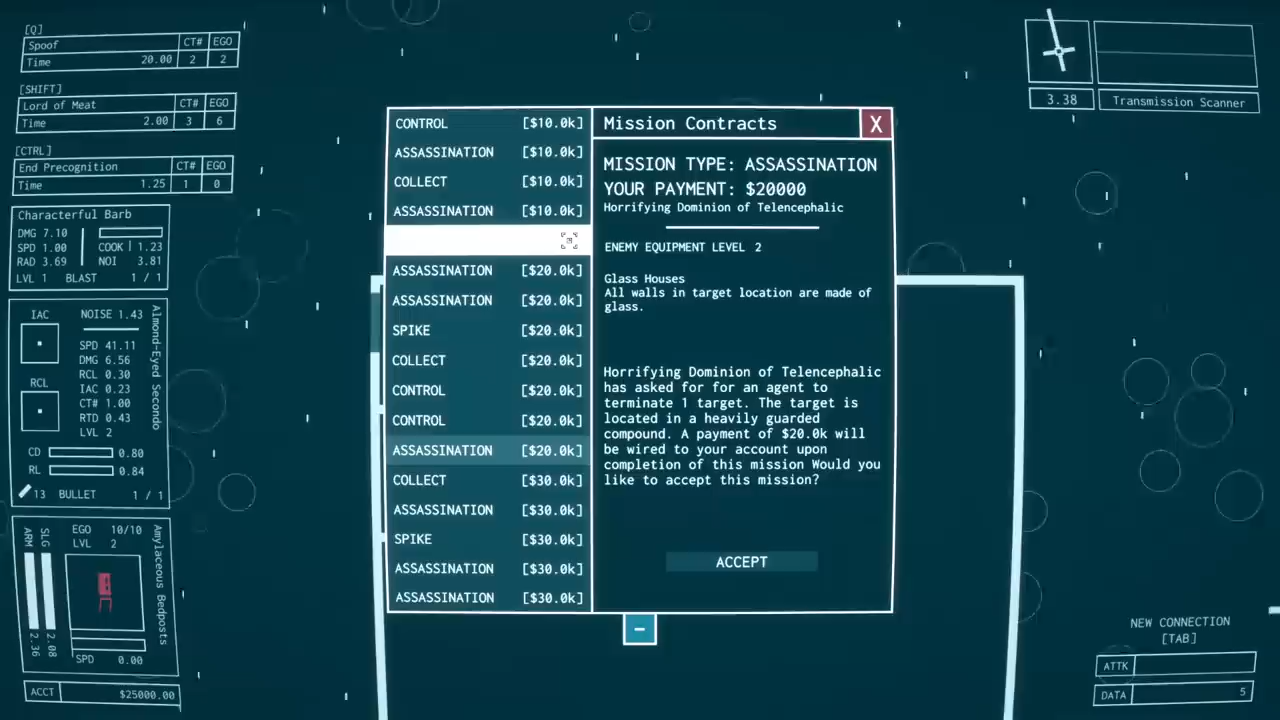 [Q]
Spoof CT# EGO
Time 20.00 2 2
[SHIFT]
Lord of Meat CT# EGO
Time 2.00 3 6
[CTRL]
End Precognition CT# EGO
Time 1.25 1 0
Characterful Barb
DMG 7.10
SPD 1.00 COOK 1.23
RAD 3.69 NOI 3.81
LVL 1 BLAST 1 / 1
IAC NOISE 1.43
SPD 41.11
DMG 6.56
RCL RCL 0.30
IAC 0.23
CT# 1.00
RTD 0.43
LVL 2
Almond-Eyed Secondo
CD 0.80
RL 0.84
13 BULLET 1 / 1
ARM SLG EGO 10/10
LVL 2
Amylaceous Bedposts
2.36 2.08
SPD 0.00
ACCT $25000.00
CONTROL [$10.0k]
ASSASSINATION [$10.0k]
COLLECT [$10.0k]
ASSASSINATION [$10.0k]
ASSASSINATION [$20.0k]
ASSASSINATION [$20.0k]
SPIKE [$20.0k]
COLLECT [$20.0k]
CONTROL [$20.0k]
CONTROL [$20.0k]
ASSASSINATION [$20.0k]
COLLECT [$30.0k]
ASSASSINATION [$30.0k]
SPIKE [$30.0k]
ASSASSINATION [$30.0k]
ASSASSINATION [$30.0k]
Mission Contracts X
MISSION TYPE: ASSASSINATION
YOUR PAYMENT: $20000
Horrifying Dominion of Telencephalic
ENEMY EQUIPMENT LEVEL 2
Glass Houses
All walls in target location are made of
glass.
Horrifying Dominion of Telencephalic
has asked for for an agent to
terminate 1 target. The target is
located in a heavily guarded
compound. A payment of $20.0k will
be wired to your account upon
completion of this mission Would you
like to accept this mission?
ACCEPT
-
3.38 Transmission Scanner
NEW CONNECTION
[TAB]
ATTK
DATA 5